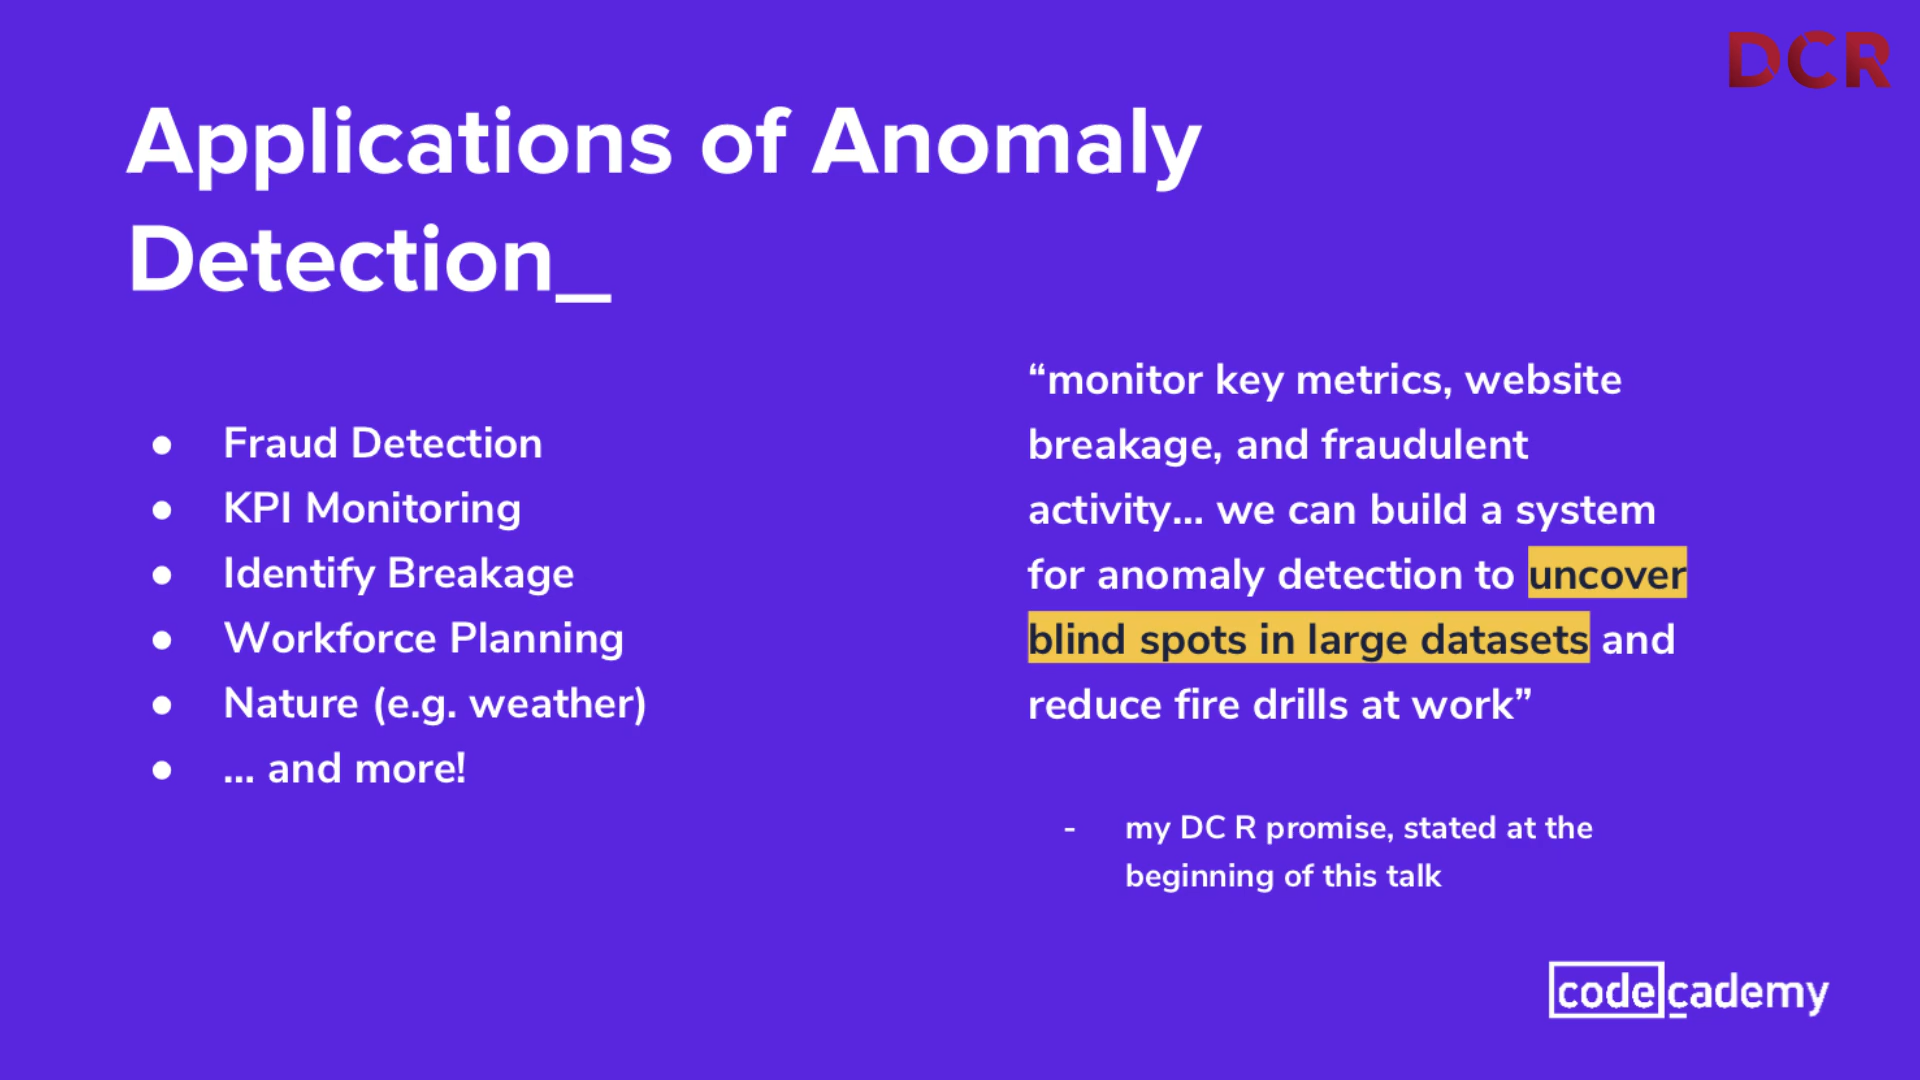 DCR
Applications of Anomaly
Detection_
● Fraud Detection
● KPI Monitoring
● Identify Breakage
● Workforce Planning
● Nature (e.g. weather)
● ... and more!
“monitor key metrics, website
breakage, and fraudulent
activity... we can build a system
for anomaly detection to uncover
blind spots in large datasets and
reduce fire drills at work”
- my DC R promise, stated at the
beginning of this talk
codecademy